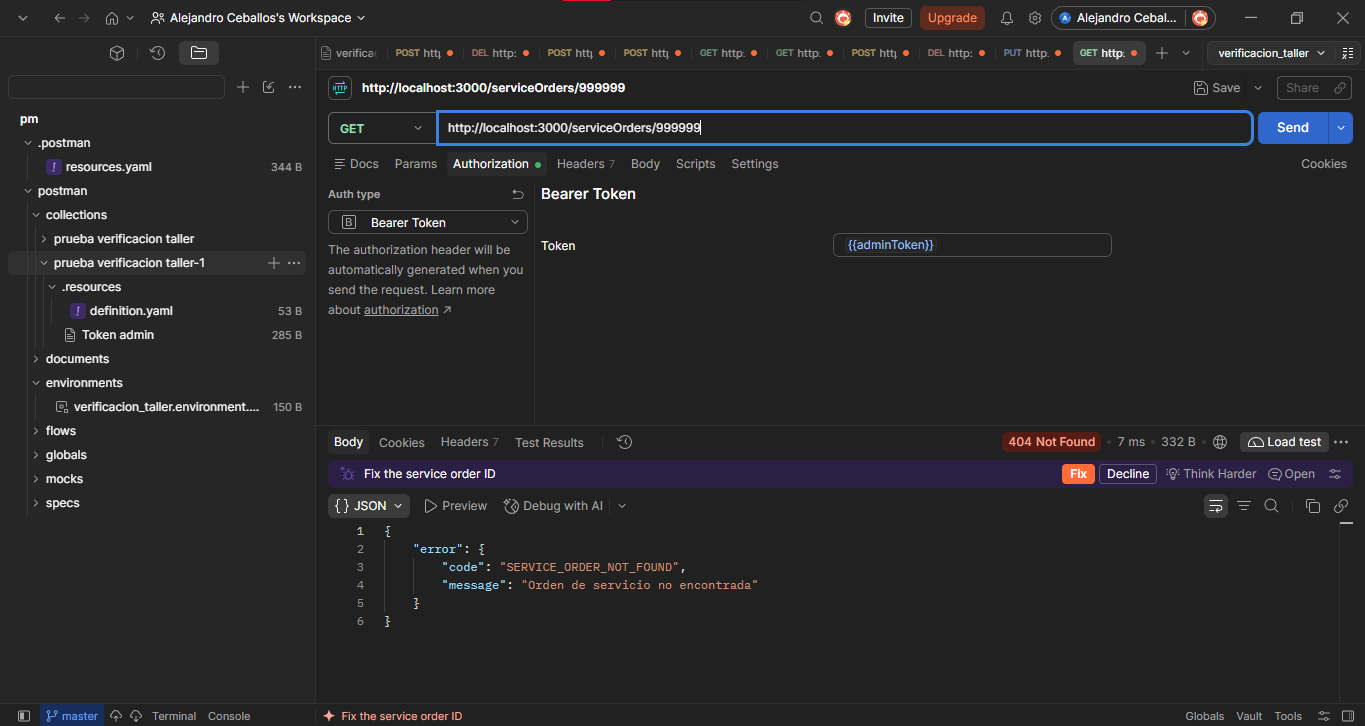 Alejandro Ceballos's Workspace
Invite
Upgrade
Alejandro Cebal...
verificac
POST http
DEL http:
POST http
POST http
GET http:
GET http:
POST http
DEL http:
PUT http:
GET http:
verificacion_taller
HTTP
http://localhost:3000/serviceOrders/999999
Save
Share
GET
http://localhost:3000/serviceOrders/999999
Send
Docs
Params
Authorization
Headers 7
Body
Scripts
Settings
Cookies
pm
.postman
! resources.yaml 344 B
postman
collections
prueba verificacion taller
prueba verificacion taller-1
.resources
! definition.yaml 53 B
Token admin 285 B
documents
environments
verificacion_taller.environment.... 150 B
flows
globals
mocks
specs
Auth type
B Bearer Token
The authorization header will be
automatically generated when you
send the request. Learn more
about authorization ↗
Bearer Token
Token
{{adminToken}}
Body
Cookies
Headers 7
Test Results
404 Not Found • 7 ms • 332 B
Load test
Fix the service order ID
Fix
Decline
Think Harder
Open
{ } JSON
Preview
Debug with AI
1 {
2 "error": {
3 "code": "SERVICE_ORDER_NOT_FOUND",
4 "message": "Orden de servicio no encontrada"
5 }
6 }
master
Terminal
Console
Fix the service order ID
Globals
Vault
Tools